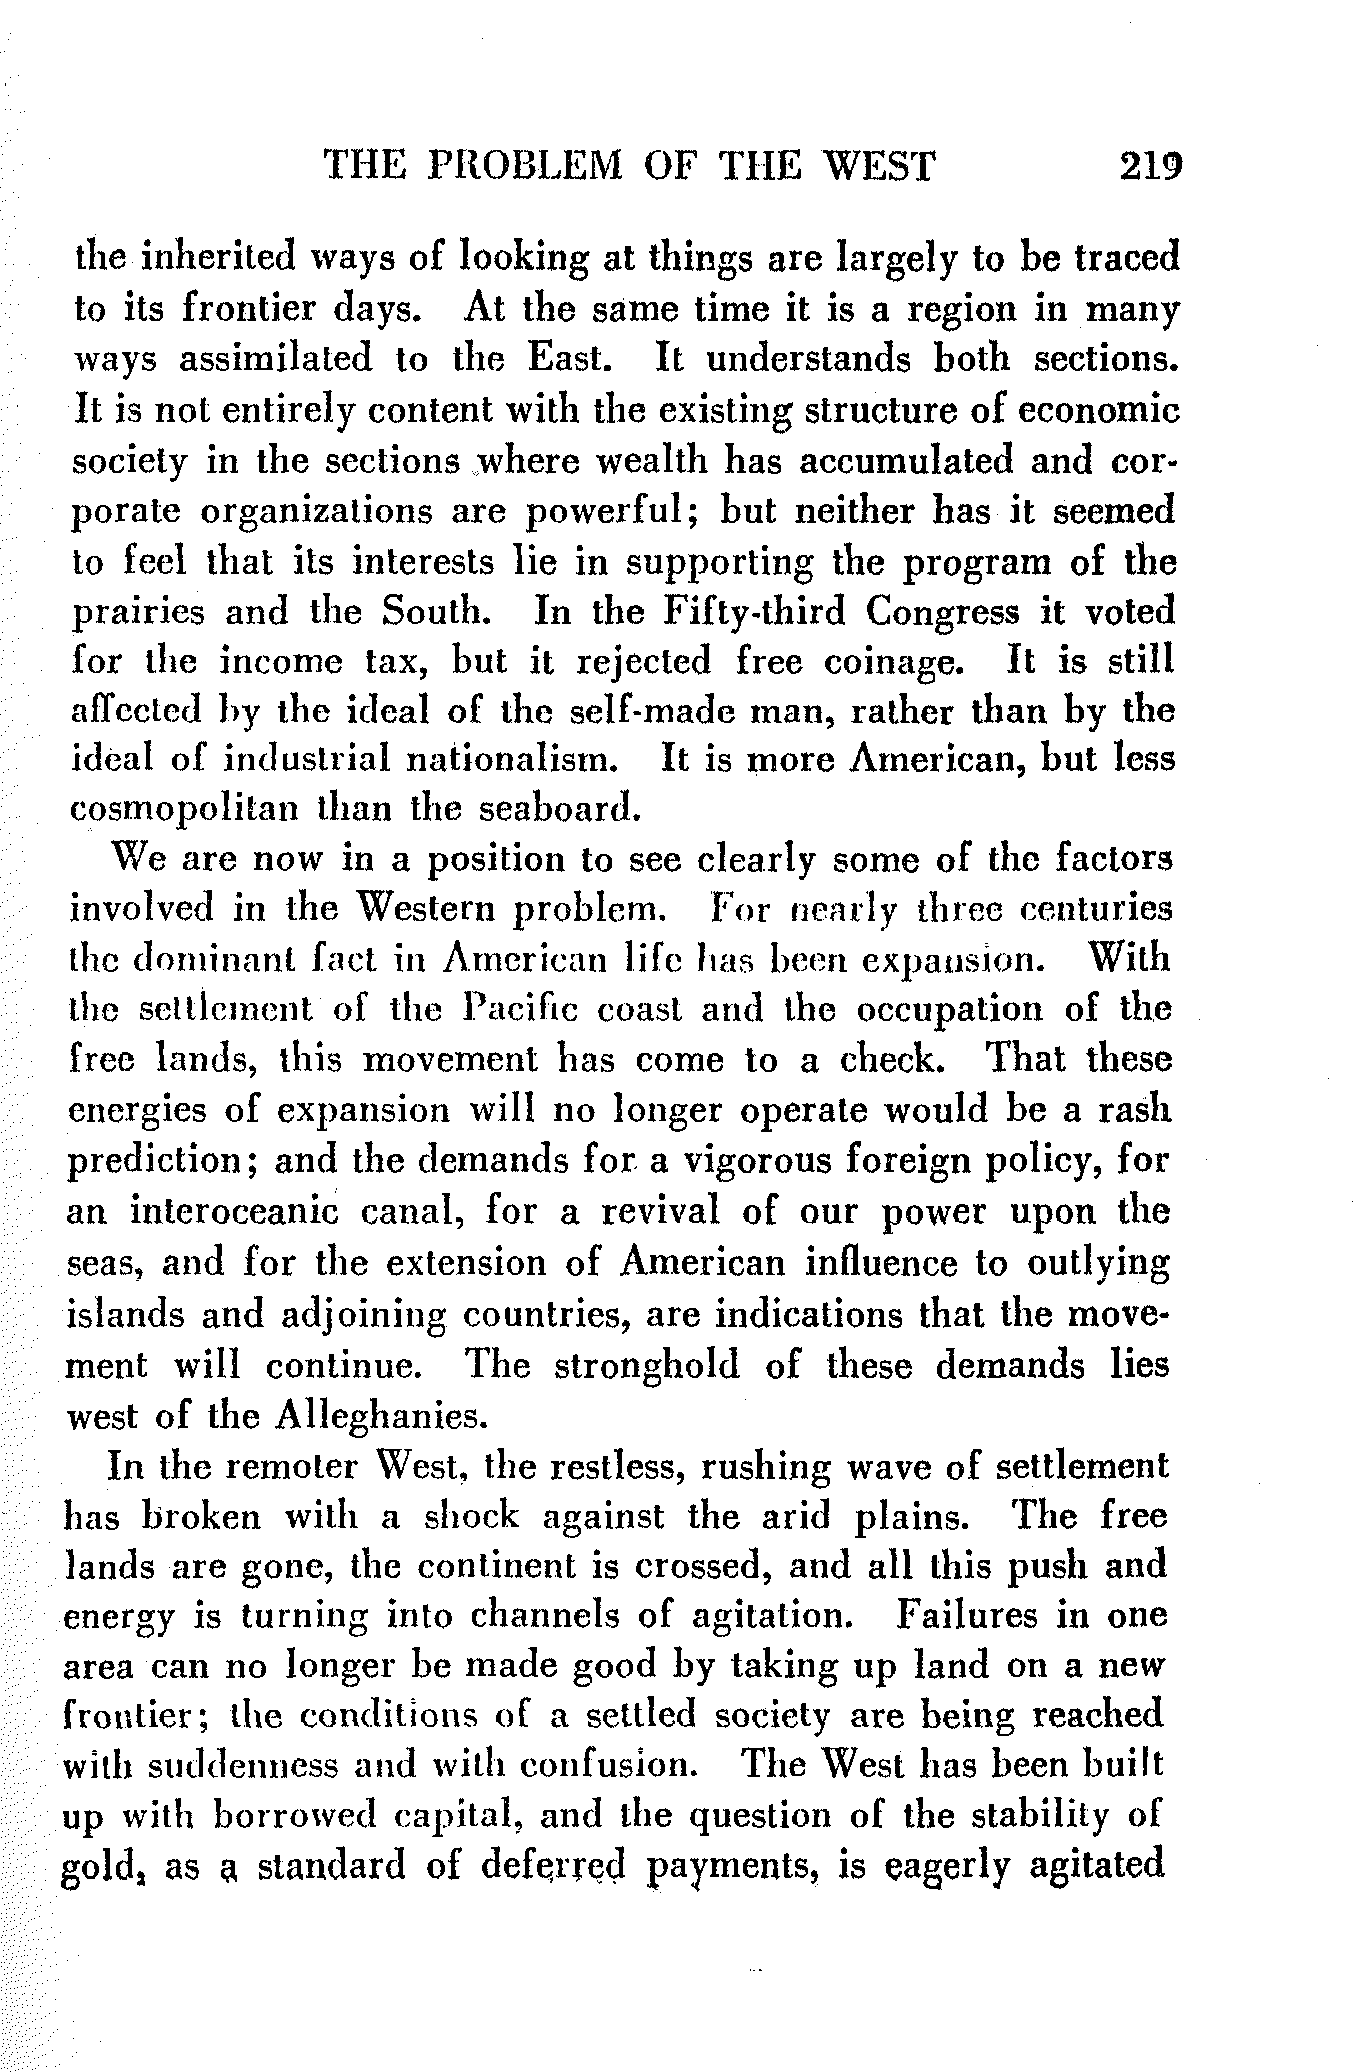 THE PROBLEM OF THE WEST 219
the inherited ways of looking at things are largely to be traced
to its frontier days. At the same time it is a region in many
ways assimilated to the East. It understands both sections.
It is not entirely content with the existing structure of economic
society in the sections where wealth has accumulated and cor-
porate organizations are powerful; but neither has it seemed
to feel that its interests lie in supporting the program of the
prairies and the South. In the Fifty-third Congress it voted
for the income tax, but it rejected free coinage. It is still
affected by the ideal of the self-made man, rather than by the
ideal of industrial nationalism. It is more American, but less
cosmopolitan than the seaboard.
We are now in a position to see clearly some of the factors
involved in the Western problem. For nearly three centuries
the dominant fact in American life has been expansion. With
the settlement of the Pacific coast and the occupation of the
free lands, this movement has come to a check. That these
energies of expansion will no longer operate would be a rash
prediction; and the demands for a vigorous foreign policy, for
an interoceanic canal, for a revival of our power upon the
seas, and for the extension of American influence to outlying
islands and adjoining countries, are indications that the move-
ment will continue. The stronghold of these demands lies
west of the Alleghanies.
In the remoter West, the restless, rushing wave of settlement
has broken with a shock against the arid plains. The free
lands are gone, the continent is crossed, and all this push and
energy is turning into channels of agitation. Failures in one
area can no longer be made good by taking up land on a new
frontier; the conditions of a settled society are being reached
with suddenness and with confusion. The West has been built
up with borrowed capital, and the question of the stability of
gold, as a standard of deferred payments, is eagerly agitated